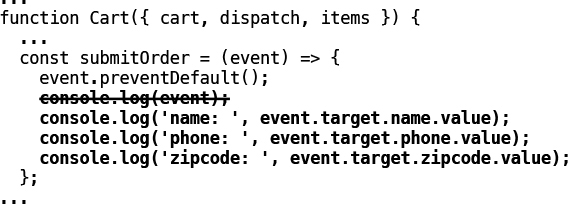 ...
function Cart({ cart, dispatch, items }) {
...
const submitOrder = (event) => {
event.preventDefault();
console.log(event);
console.log('name: ', event.target.name.value);
console.log('phone: ', event.target.phone.value);
console.log('zipcode: ', event.target.zipcode.value);
};
...